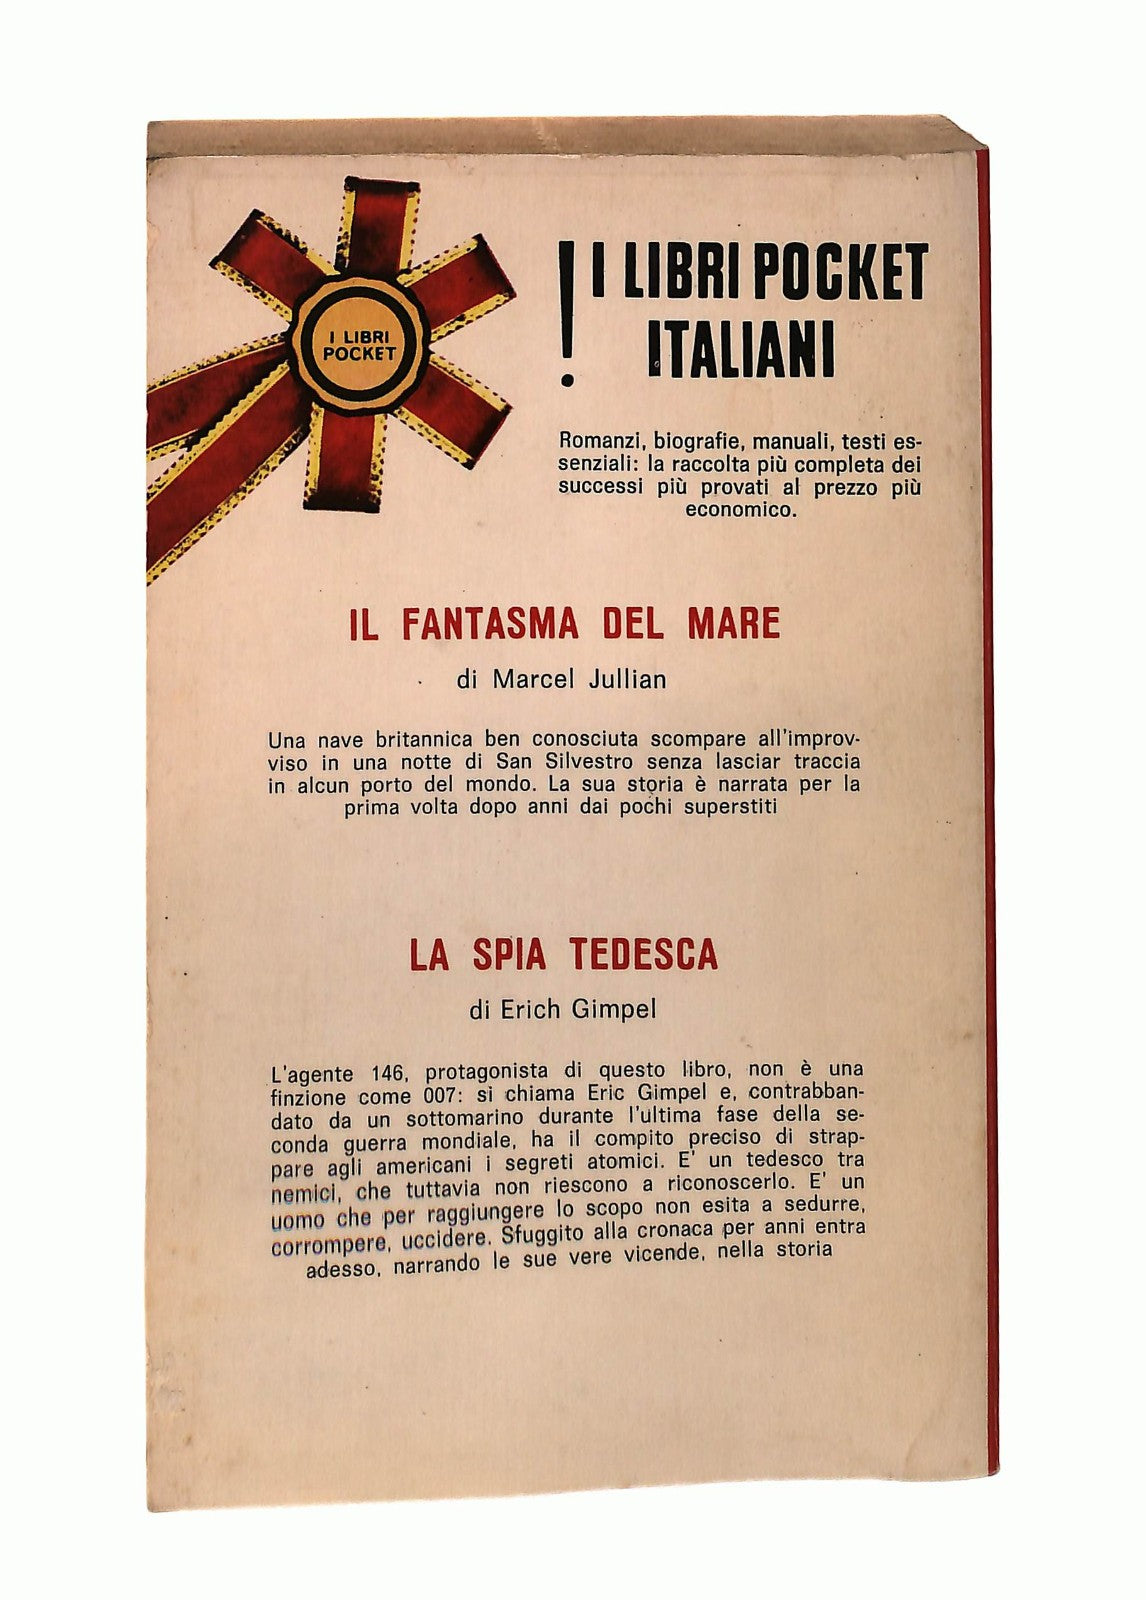 I LIBRI
POCKET
! I LIBRI POCKET
ITALIANI
Romanzi, biografie, manuali, testi es-
senziali: la raccolta più completa dei
successi più provati al prezzo più
economico.
IL FANTASMA DEL MARE
di Marcel Jullian
Una nave britannica ben conosciuta scompare all'improv-
viso in una notte di San Silvestro senza lasciar traccia
in alcun porto del mondo. La sua storia è narrata per la
prima volta dopo anni dai pochi superstiti
LA SPIA TEDESCA
di Erich Gimpel
L'agente 146, protagonista di questo libro, non è una
finzione come 007: si chiama Eric Gimpel e, contrabban-
dato da un sottomarino durante l'ultima fase della se-
conda guerra mondiale, ha il compito preciso di strap-
pare agli americani i segreti atomici. E' un tedesco tra
nemici, che tuttavia non riescono a riconoscerlo. E' un
uomo che per raggiungere lo scopo non esita a sedurre,
corrompere, uccidere. Sfuggito alla cronaca per anni entra
adesso, narrando le sue vere vicende, nella storia